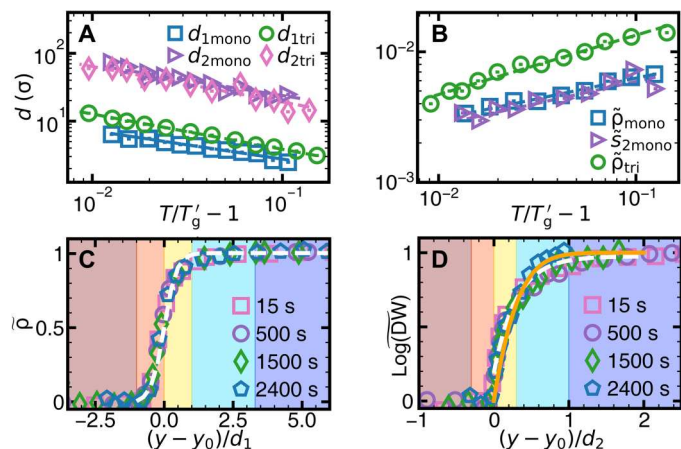 A
d₁mono d₁tri
d₂mono d₂tri
d (σ)
10²
10¹
10⁻² 10⁻¹
T/T′g − 1
B
10⁻²
10⁻³
ρ̃mono
s̃₂mono
ρ̃tri
10⁻² 10⁻¹
T/T′g − 1
C
1
0.5
0
ρ̃
15 s
500 s
1500 s
2400 s
−2.5 0.0 2.5 5.0
(y − y₀)/d₁
D
1
0.5
0
Log(D̃W̃)
15 s
500 s
1500 s
2400 s
−1 0 1 2
(y − y₀)/d₂